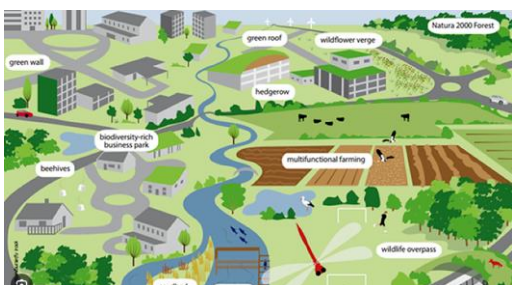 Natura 2000 Forest
green roof
wildflower verge
green wall
hedgerow
biodiversity-rich
business park
multifunctional farming
beehives
wildlife overpass